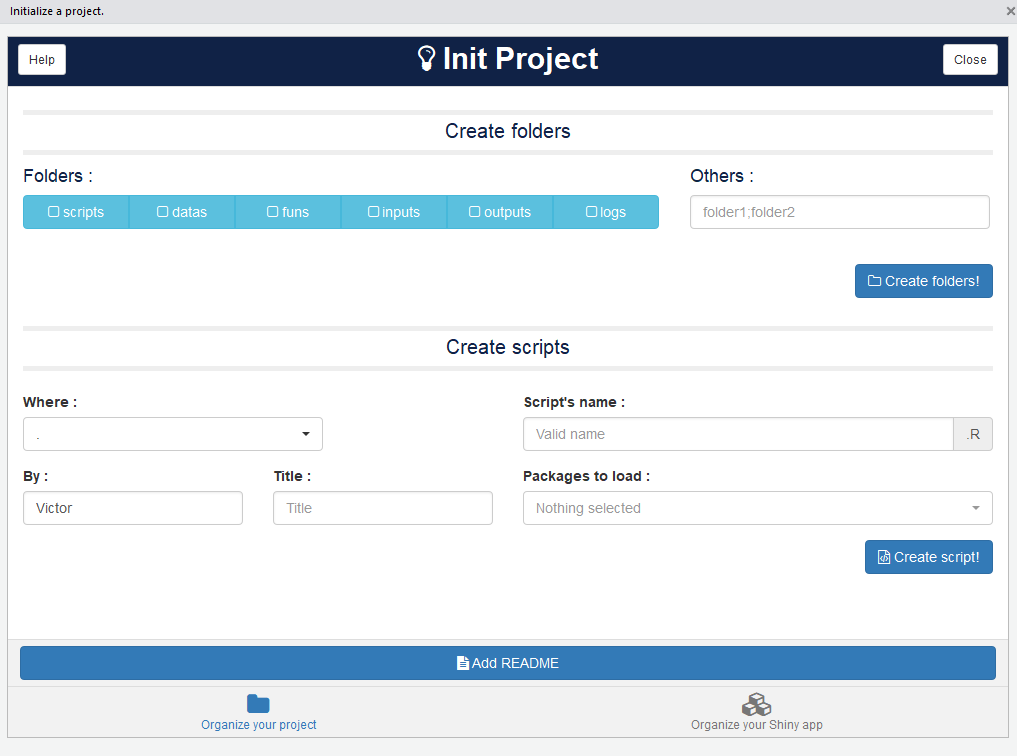 Initialize a project.
Help
Init Project
Close
Create folders
Folders :
Others :
scripts
datas
funs
inputs
outputs
logs
folder1;folder2
Create folders!
Create scripts
Where :
Script's name :
.
Valid name
.R
By :
Title :
Packages to load :
Victor
Title
Nothing selected
Create script!
Add README
Organize your project
Organize your Shiny app